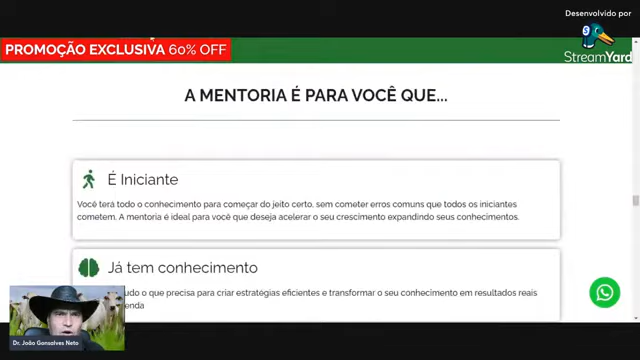 Desenvolvido por
StreamYard
PROMOÇÃO EXCLUSIVA 60% OFF
A MENTORIA É PARA VOCÊ QUE...
É Iniciante
Você terá todo o conhecimento para começar do jeito certo, sem cometer erros comuns que todos os iniciantes
cometem. A mentoria é ideal para você que deseja acelerar o seu crescimento expandindo seus conhecimentos.
Já tem conhecimento
udo o que precisa para criar estratégias eficientes e transformar o seu conhecimento em resultados reais
enda
Dr. João Gonsalves Neto